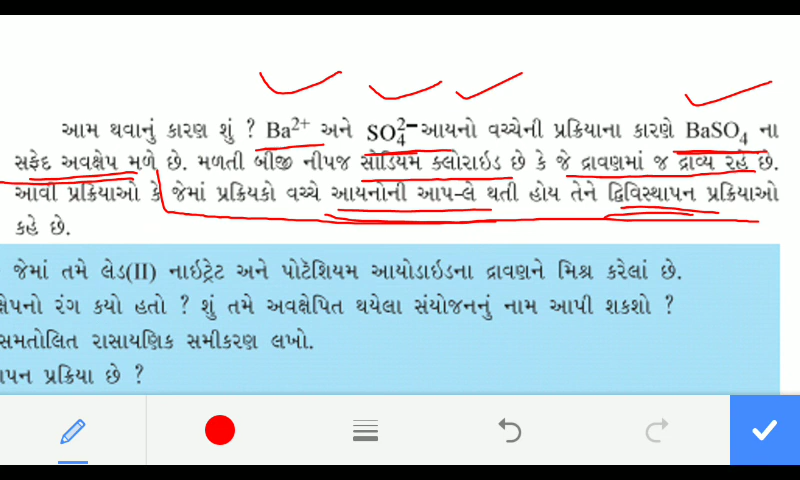 આમ થવાનું કારણ શું ? Ba²⁺ અને SO₄²⁻ આયનો વચ્ચેની પ્રક્રિયાના કારણે BaSO₄ ના
સફેદ અવક્ષેપ મળે છે. મળતી બીજી નીપજ સોડિયમ ક્લોરાઇડ છે કે જે દ્રાવણમાં જ દ્રાવ્ય રહે છે.
આવી પ્રક્રિયાઓ કે જેમાં પ્રક્રિયકો વચ્ચે આયનોની આપ-લે થતી હોય તેને દ્વિવિસ્થાપન પ્રક્રિયાઓ
કહે છે.
જેમાં તમે લેડ(II) નાઇટ્રેટ અને પોટૅશિયમ આયોડાઇડના દ્રાવણને મિશ્ર કરેલાં છે.
ક્ષેપનો રંગ કયો હતો ? શું તમે અવક્ષેપિત થયેલા સંયોજનનું નામ આપી શકશો ?
સમતોલિત રાસાયણિક સમીકરણ લખો.
ાપન પ્રક્રિયા છે ?